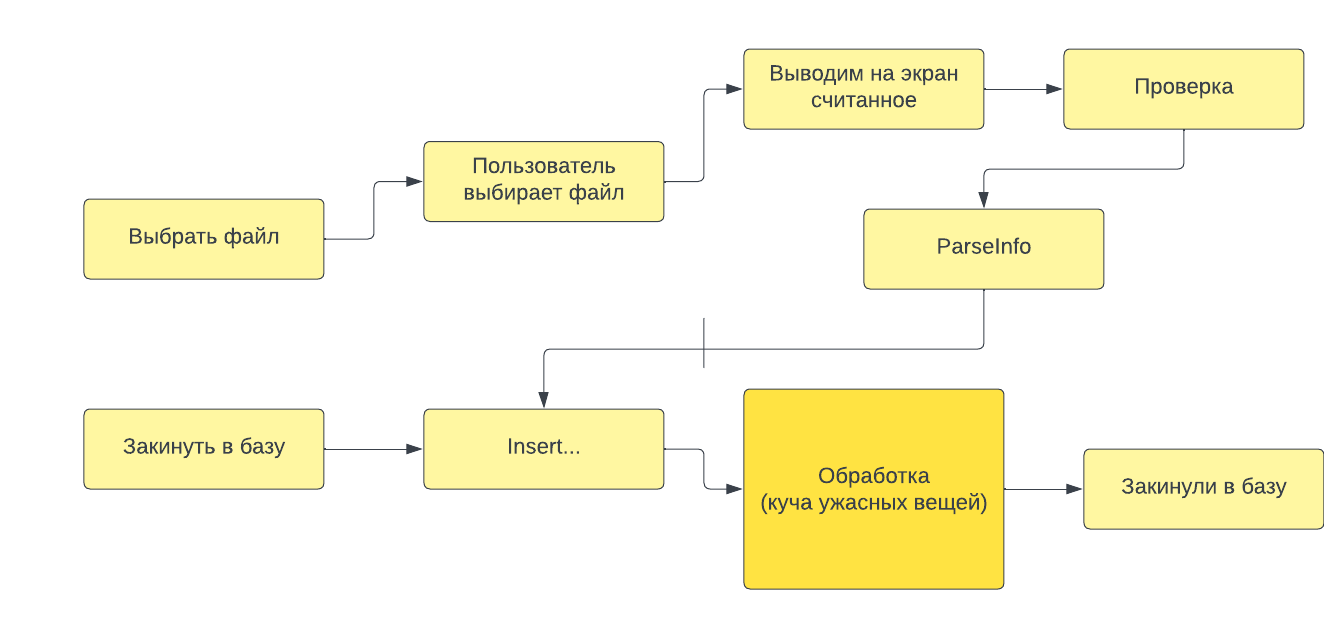 Выводим на экран
считанное
Проверка
Пользователь
выбирает файл
Выбрать файл
ParseInfo
Закинуть в базу
Insert...
Обработка
(куча ужасных вещей)
Закинули в базу